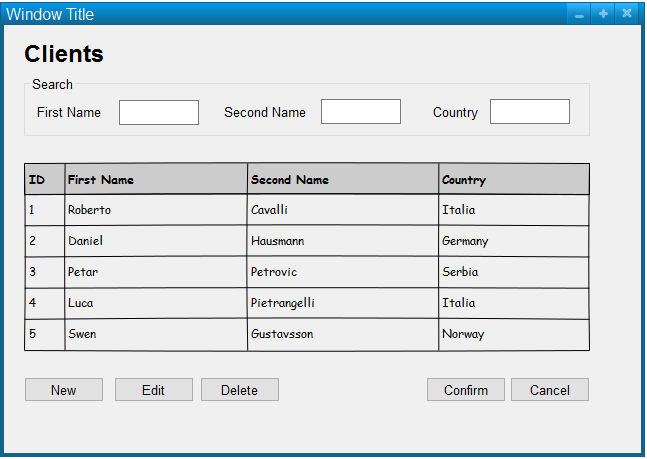 Window Title
Clients
Search
First Name Second Name Country
ID First Name Second Name Country
1 Roberto Cavalli Italia
2 Daniel Hausmann Germany
3 Petar Petrovic Serbia
4 Luca Pietrangelli Italia
5 Swen Gustavsson Norway
New Edit Delete Confirm Cancel